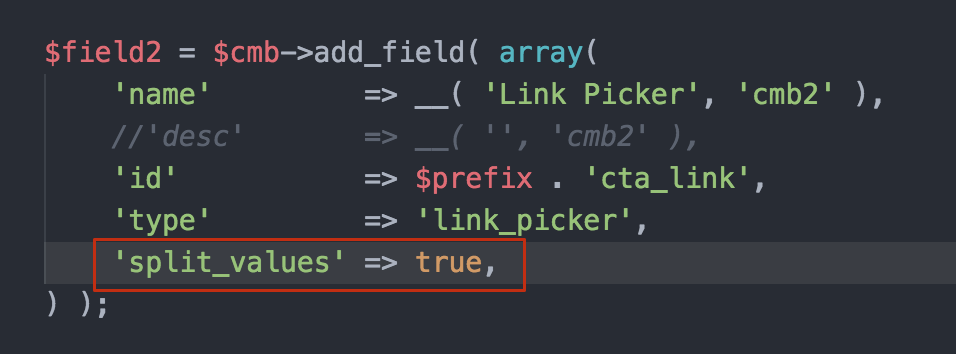 $field2 = $cmb->add_field( array(
'name' => __( 'Link Picker', 'cmb2' ),
//'desc' => __( '', 'cmb2' ),
'id' => $prefix . 'cta_link',
'type' => 'link_picker',
'split_values' => true,
) );